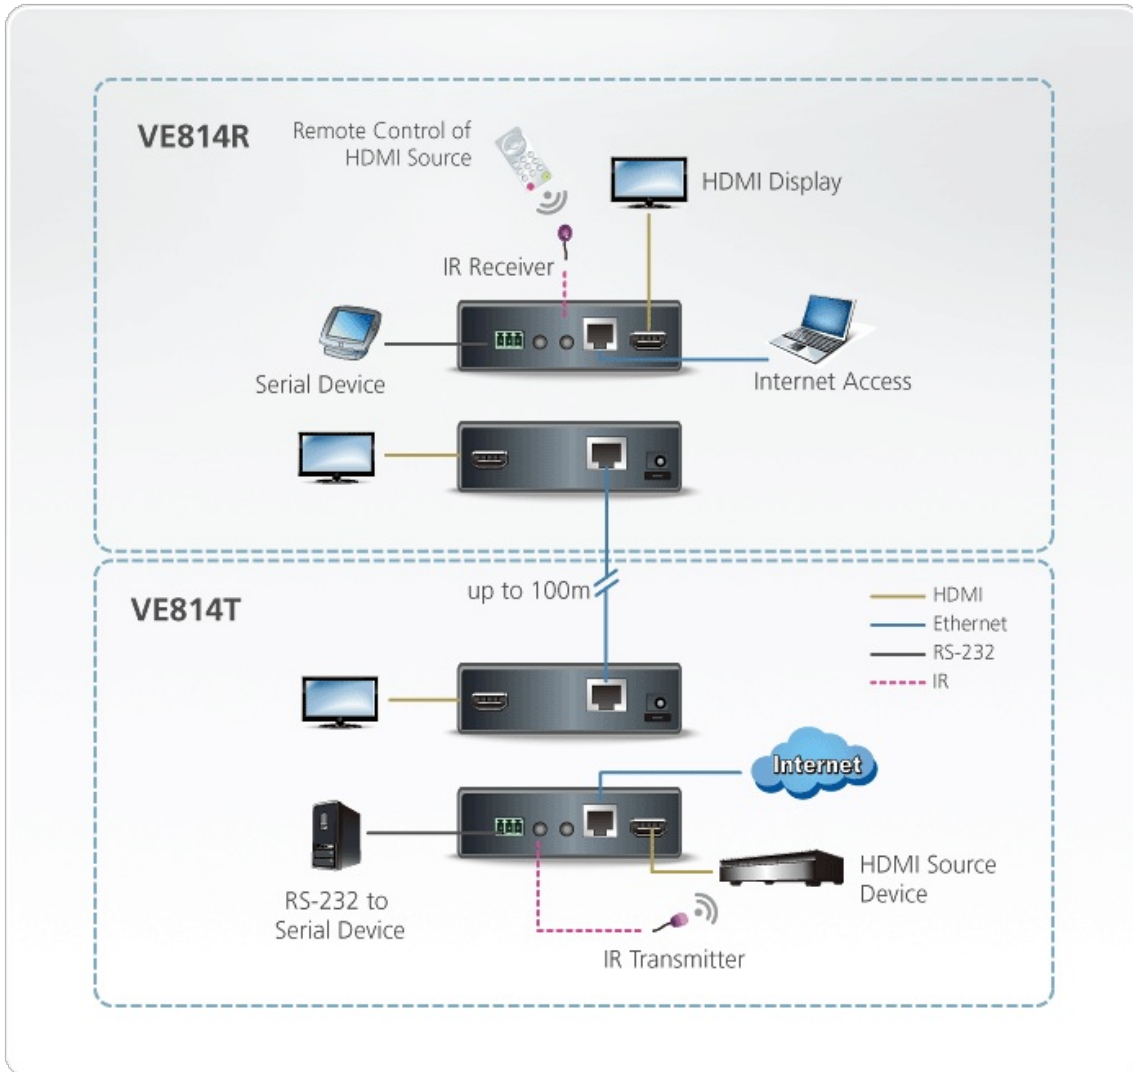 VE814R
Remote Control of
HDMI Source
HDMI Display
IR Receiver
Serial Device
Internet Access
up to 100m
VE814T
HDMI
Ethernet
RS-232
IR
Internet
RS-232 to
Serial Device
HDMI Source
Device
IR Transmitter